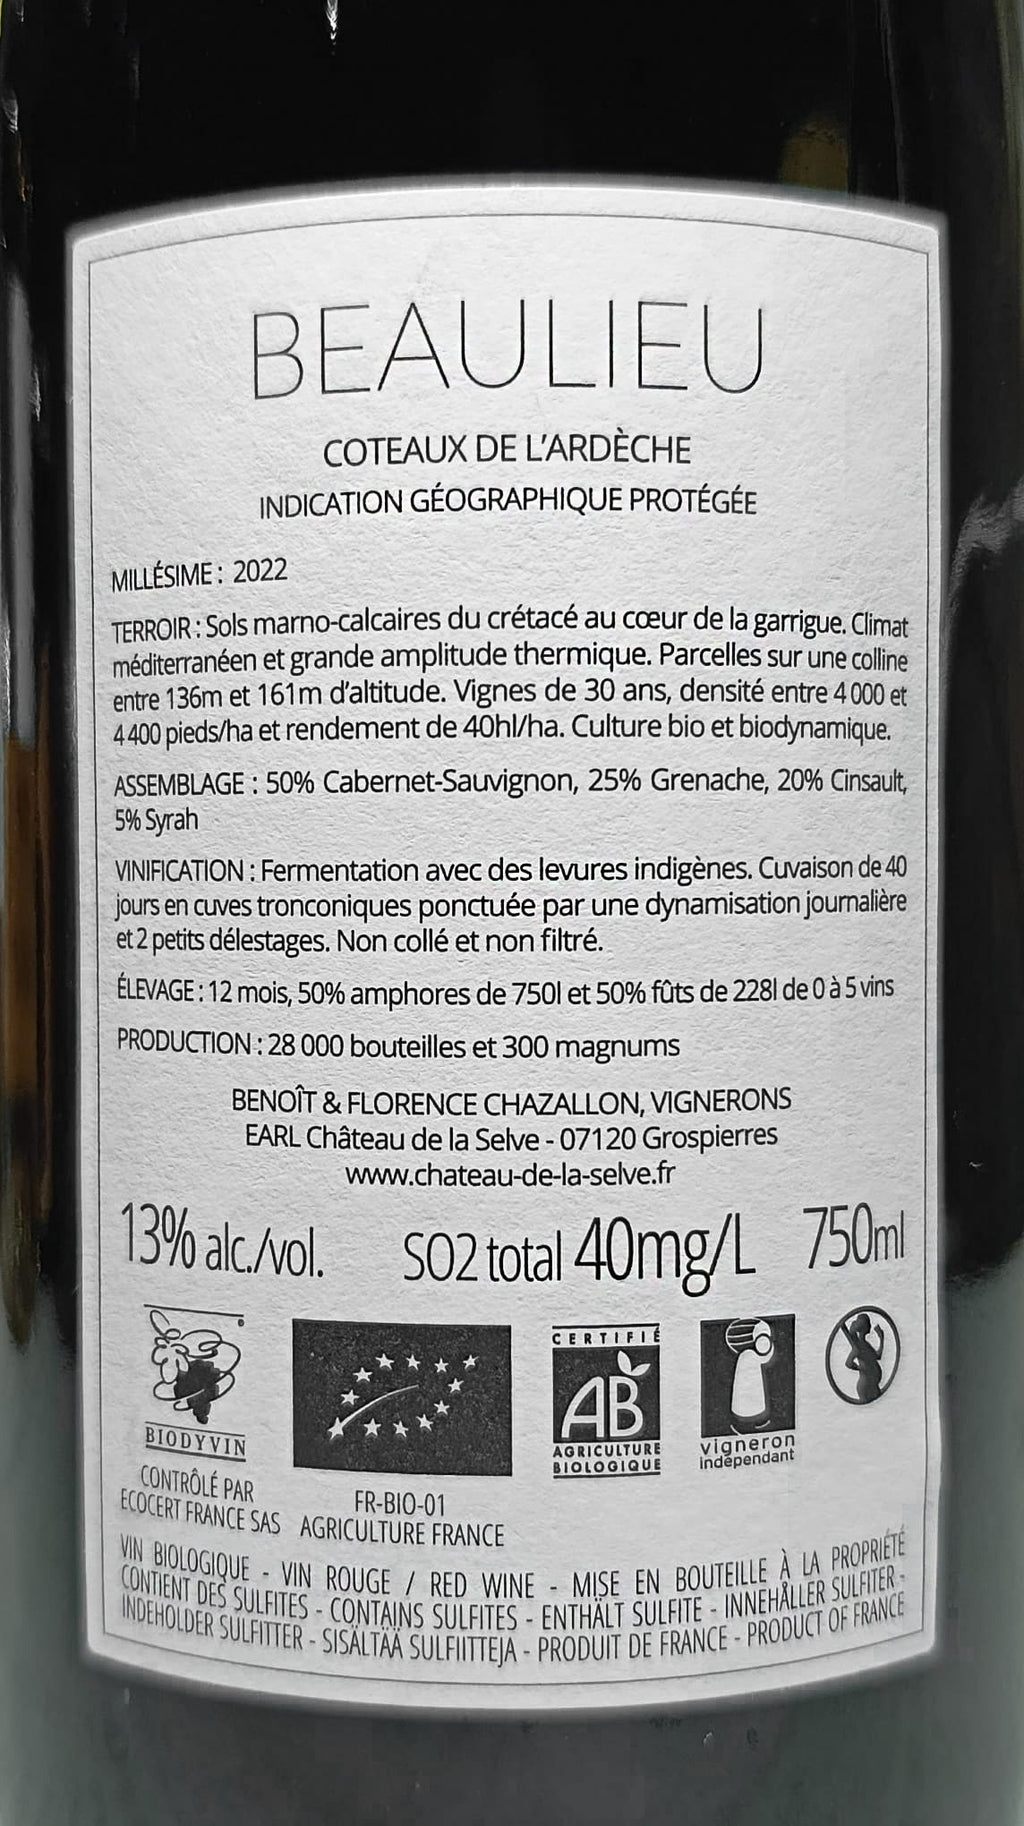 BEAULIEU
COTEAUX DE L'ARDÈCHE
INDICATION GÉOGRAPHIQUE PROTÉGÉE
MILLÉSIME : 2022
TERROIR : Sols marno-calcaires du crétacé au cœur de la garrigue. Climat
méditerranéen et grande amplitude thermique. Parcelles sur une colline
entre 136m et 161m d'altitude. Vignes de 30 ans, densité entre 4 000 et
4 400 pieds/ha et rendement de 40hl/ha. Culture bio et biodynamique.
ASSEMBLAGE : 50% Cabernet-Sauvignon, 25% Grenache, 20% Cinsault,
5% Syrah
VINIFICATION : Fermentation avec des levures indigènes. Cuvaison de 40
jours en cuves tronconiques ponctuée par une dynamisation journalière
et 2 petits délestages. Non collé et non filtré.
ÉLEVAGE : 12 mois, 50% amphores de 750l et 50% fûts de 228l de 0 à 5 vins
PRODUCTION : 28 000 bouteilles et 300 magnums
BENOÎT & FLORENCE CHAZALLON, VIGNERONS
EARL Château de la Selve - 07120 Grospierres
www.chateau-de-la-selve.fr
13% alc./vol. SO2 total 40mg/L 750ml
BIODYVIN
CONTRÔLÉ PAR
ECOCERT FRANCE SAS
FR-BIO-01
AGRICULTURE FRANCE
CERTIFIÉ
AB
AGRICULTURE
BIOLOGIQUE
vigneron
indépendant
VIN BIOLOGIQUE - VIN ROUGE / RED WINE - MISE EN BOUTEILLE À LA PROPRIÉTÉ
CONTIENT DES SULFITES - CONTAINS SULFITES - ENTHÄLT SULFITE - INNEHÅLLER SULFITER -
INDEHOLDER SULFITTER - SISÄLTÄÄ SULFIITTEJA - PRODUIT DE FRANCE - PRODUCT OF FRANCE